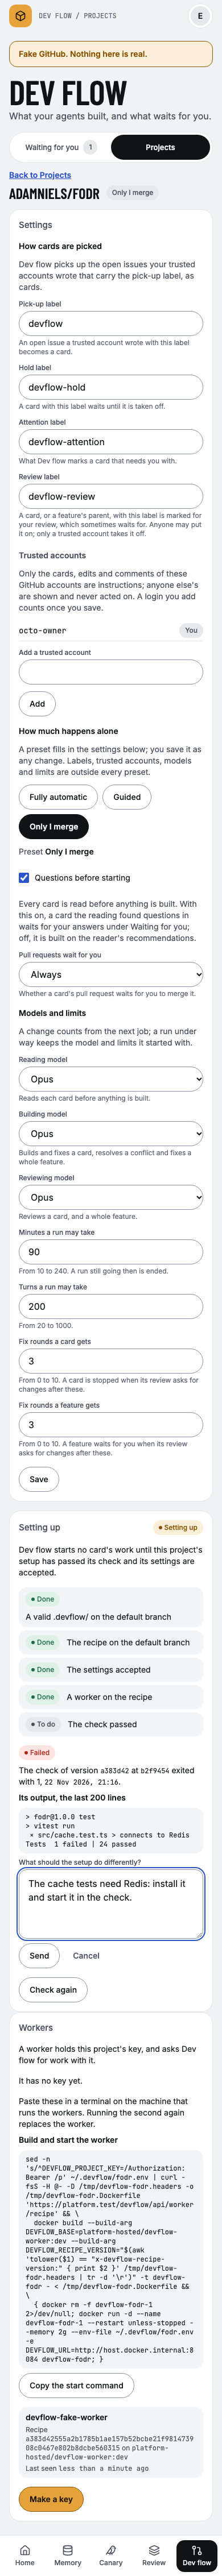 DEV FLOW / PROJECTS
E
Fake GitHub. Nothing here is real.
DEV FLOW
What your agents built, and what waits for you.
Waiting for you 1
Projects
Back to Projects
ADAMNIELS/FODR Only I merge
Settings
How cards are picked
Dev flow picks up the open issues your trusted
accounts wrote that carry the pick-up label, as
cards.
Pick-up label
devflow
An open issue a trusted account wrote with this label
becomes a card.
Hold label
devflow-hold
A card with this label waits until it is taken off.
Attention label
devflow-attention
What Dev flow marks a card that needs you with.
Review label
devflow-review
A card, or a feature's parent, with this label is marked for
your review, which sometimes waits for. Anyone may put
it on; only a trusted account takes it off.
Trusted accounts
Only the cards, edits and comments of these
GitHub accounts are instructions; anyone else's
are shown and never acted on. A login you add
counts once you save.
octo-owner You
Add a trusted account
Add
How much happens alone
A preset fills in the settings below; you save it as
any change. Labels, trusted accounts, models
and limits are outside every preset.
Fully automatic
Guided
Only I merge
Preset Only I merge
Questions before starting
Every card is read before anything is built. With
this on, a card the reading found questions in
waits for your answers under Waiting for you;
off, it is built on the reader's recommendations.
Pull requests wait for you
Always
Whether a card's pull request waits for you to merge it.
Models and limits
A change counts from the next job; a run under
way keeps the model and limits it started with.
Reading model
Opus
Reads each card before anything is built.
Building model
Opus
Builds and fixes a card, resolves a conflict and fixes a
whole feature.
Reviewing model
Opus
Reviews a card, and a whole feature.
Minutes a run may take
90
From 10 to 240. A run still going then is ended.
Turns a run may take
200
From 20 to 1000.
Fix rounds a card gets
3
From 0 to 10. A card is stopped when its review asks for
changes after these.
Fix rounds a feature gets
3
From 0 to 10. A feature waits for you when its review
asks for changes after these.
Save
Setting up
Setting up
Dev flow starts no card's work until this project's
setup has passed its check and its settings are
accepted.
Done
A valid .devflow/ on the default branch
Done The recipe on the default branch
Done The settings accepted
Done A worker on the recipe
To do The check passed
Failed
The check of version a383d42 at b2f9454 exited
with 1, 22 Nov 2026, 21:16.
Its output, the last 200 lines
> fodr@1.0.0 test
> vitest run
× src/cache.test.ts > connects to Redis
Tests 1 failed | 24 passed
What should the setup do differently?
The cache tests need Redis: install it
and start it in the check.
Send
Cancel
Check again
Workers
A worker holds this project's key, and asks Dev
flow for work with it.
It has no key yet.
Paste these in a terminal on the machine that
runs the workers. Running the second again
replaces the worker.
Build and start the worker
sed -n
's/^DEVFLOW_PROJECT_KEY=/Authorization:
Bearer /p' ~/.devflow/fodr.env | curl -
fsS -H @- -D /tmp/devflow-fodr.headers -o
/tmp/devflow-fodr.Dockerfile
'https://platform.test/devflow/api/worker
/recipe' && \
docker build --build-arg
DEVFLOW_BASE=platform-hosted/devflow-
worker:dev --build-arg
DEVFLOW_RECIPE_VERSION="$(awk
'tolower($1) == "x-devflow-recipe-
version:" { print $2 }' /tmp/devflow-
fodr.headers | tr -d '\r')" -t devflow-
fodr - < /tmp/devflow-fodr.Dockerfile &&
\
{ docker rm -f devflow-fodr-1
2>/dev/null; docker run -d --name
devflow-fodr-1 --restart unless-stopped -
-memory 2g --env-file ~/.devflow/fodr.env
-e
DEVFLOW_URL=http://host.docker.internal:8
084 devflow-fodr; }
Copy the start command
devflow-fake-worker
Recipe
a383d42555a2b1785b1ae157b52bcbe21f9814739
08c0467e802b8dcbe560315 on platform-
hosted/devflow-worker:dev
Last seen less than a minute ago
Make a key
Home
Memory
Canary
Review
Dev flow